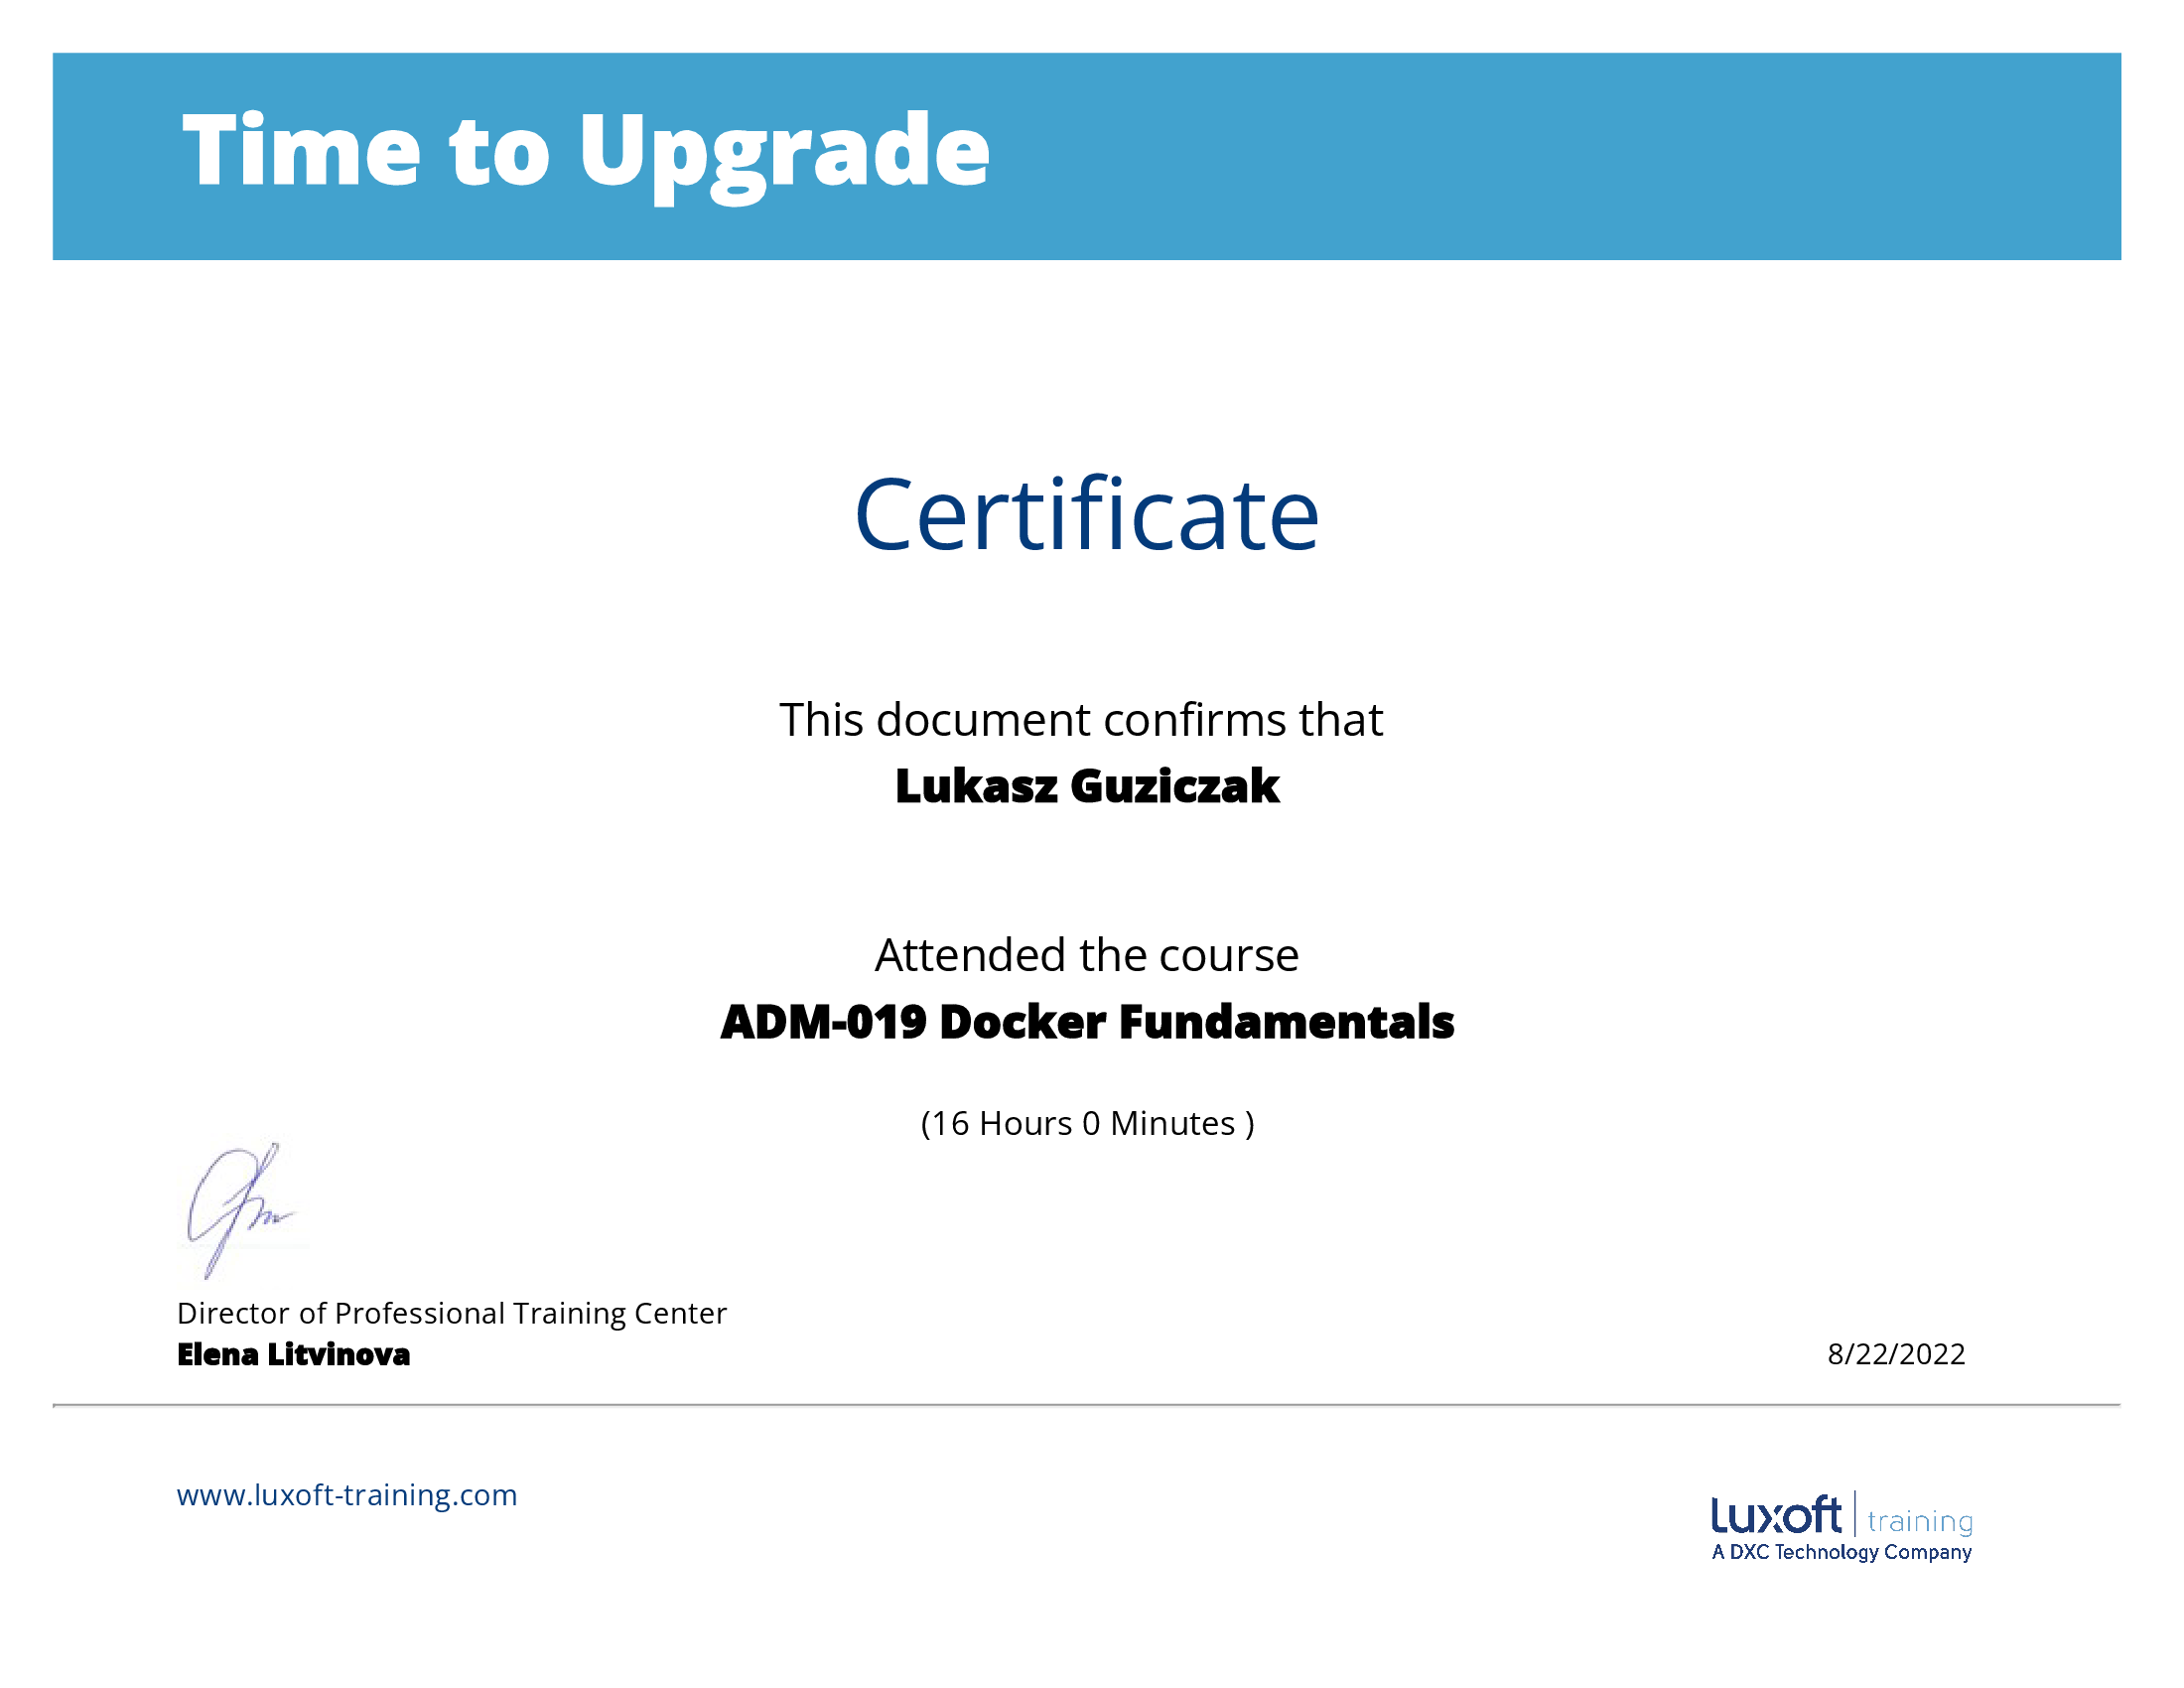 Time to Upgrade
Certificate
This document confirms that
Lukasz Guziczak
Attended the course
ADM-019 Docker Fundamentals
(16 Hours 0 Minutes )
Director of Professional Training Center
Elena Litvinova
8/22/2022
www.luxoft-training.com
luxoft training
A DXC Technology Company